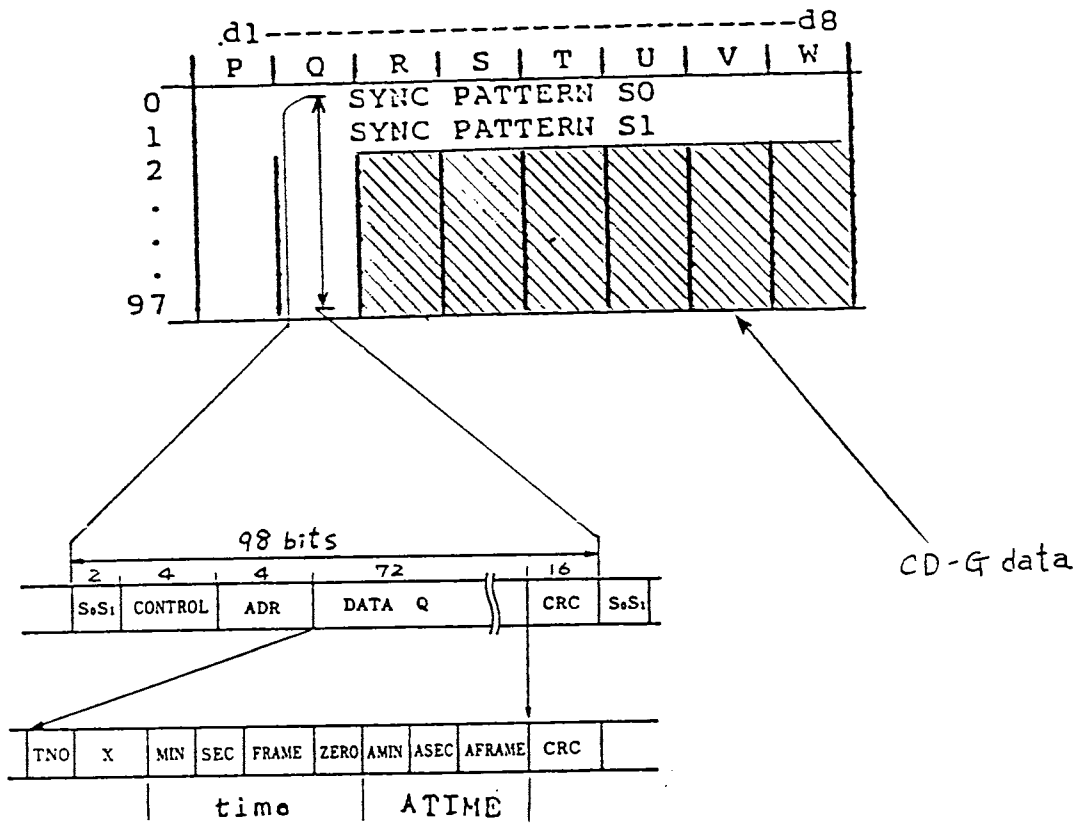 .d1--------------------d8
P | Q | R | S | T | U | V | W
0 SYNC PATTERN S0
1 SYNC PATTERN S1
2
.
.
.
97
98 bits
CD-G data
2 4 4 72 16
S0S1 CONTROL ADR DATA Q CRC S0S1
TNO X MIN SEC FRAME ZERO AMIN ASEC AFRAME CRC
time ATIME